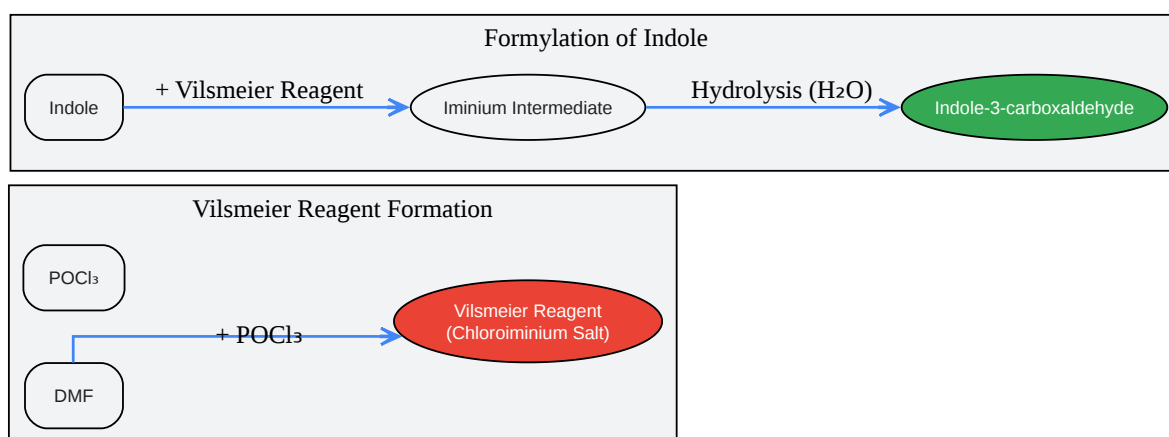 Formylation of Indole
Indole
+ Vilsmeier Reagent
Iminium Intermediate
Hydrolysis (H₂O)
Indole-3-carboxaldehyde
Vilsmeier Reagent Formation
POCl₃
Vilsmeier Reagent
(Chloroiminium Salt)
+ POCl₃
DMF